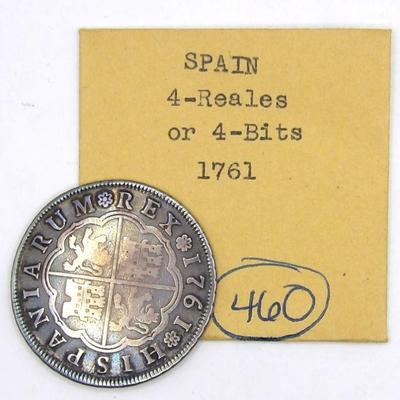 SPAIN
4-Reales
or 4-Bits
1761
460
HISPANIARUM REX 1761